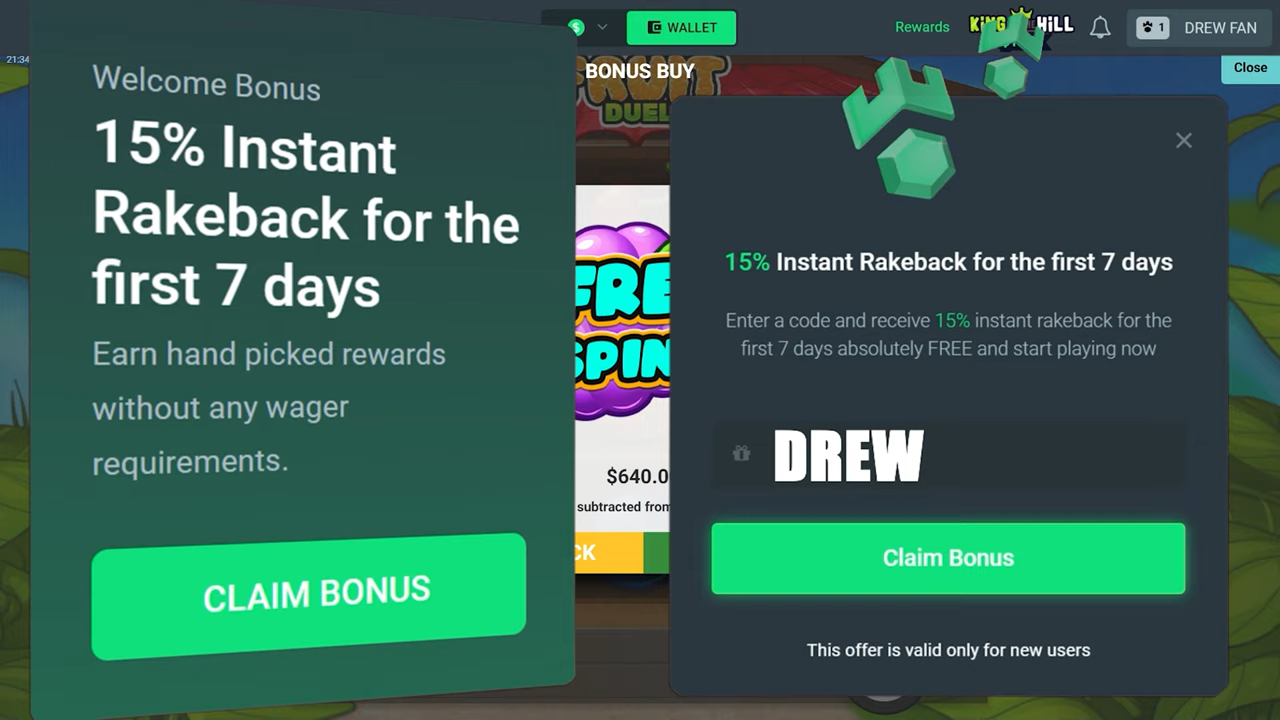 WALLET
Rewards
KING HILL
1
DREW FAN
21:34
BONUS BUY
Close
FRUIT
DUEL
Welcome Bonus
15% Instant
Rakeback for the
first 7 days
Earn hand picked rewards
without any wager
requirements.
CLAIM BONUS
FRE
SPIN
$640.0
subtracted from
CK
15% Instant Rakeback for the first 7 days
Enter a code and receive 15% instant rakeback for the
first 7 days absolutely FREE and start playing now
DREW
Claim Bonus
This offer is valid only for new users